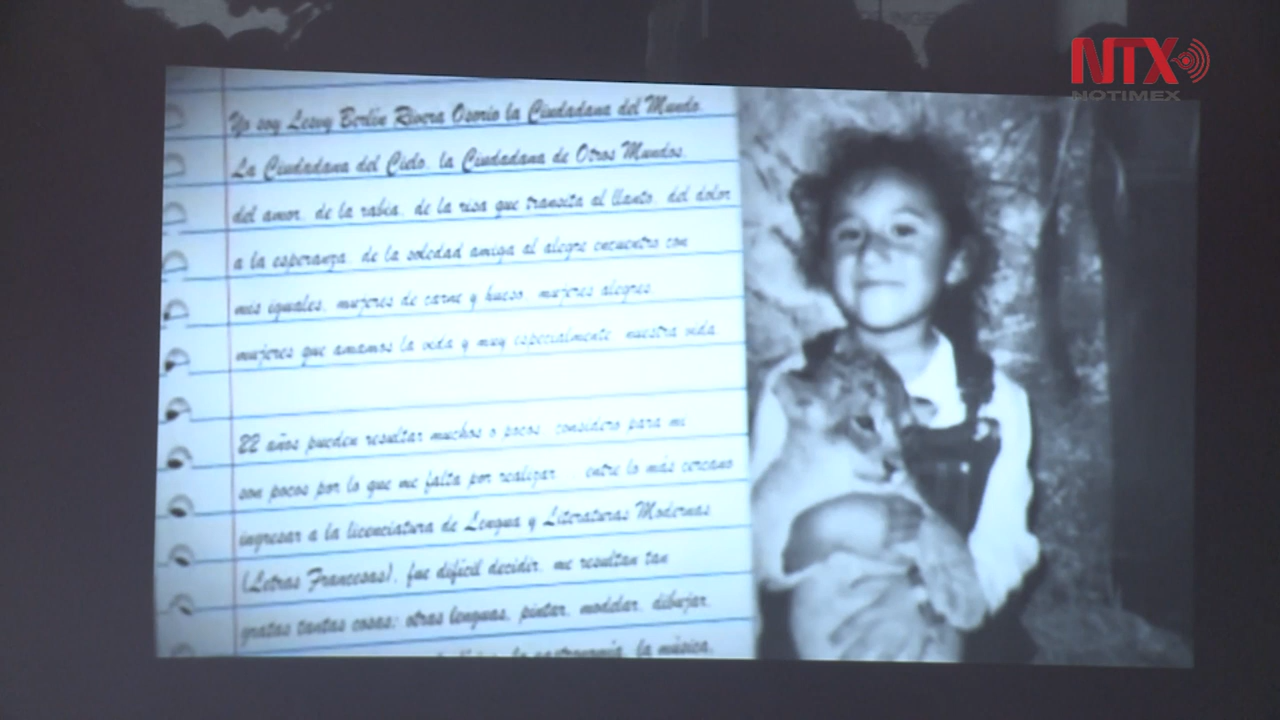 NTX
NOTIMEX
Yo soy Lesvy Berlín Rivera Osorio la Ciudadana del Mundo.
La Ciudadana del Cielo, la Ciudadana de Otros Mundos.
del amor, de la rabia, de la risa que transita al llanto, del dolor
a la esperanza, de la soledad amiga al alegre encuentro con
mis iguales, mujeres de carne y hueso, mujeres alegres.
mujeres que amamos la vida y muy especialmente nuestra vida
22 años pueden resultar muchos o pocos, considero para me
son pocos por lo que me falta por realizar... entre lo más cercano
ingresar a la licenciatura de Lengua y Literaturas Modernas
(Letras Francesas), fue difícil decidir, me resultan tan
gratas tantas cosas: otras lenguas, pintar, modelar, dibujar,
la gastronomía, la música,